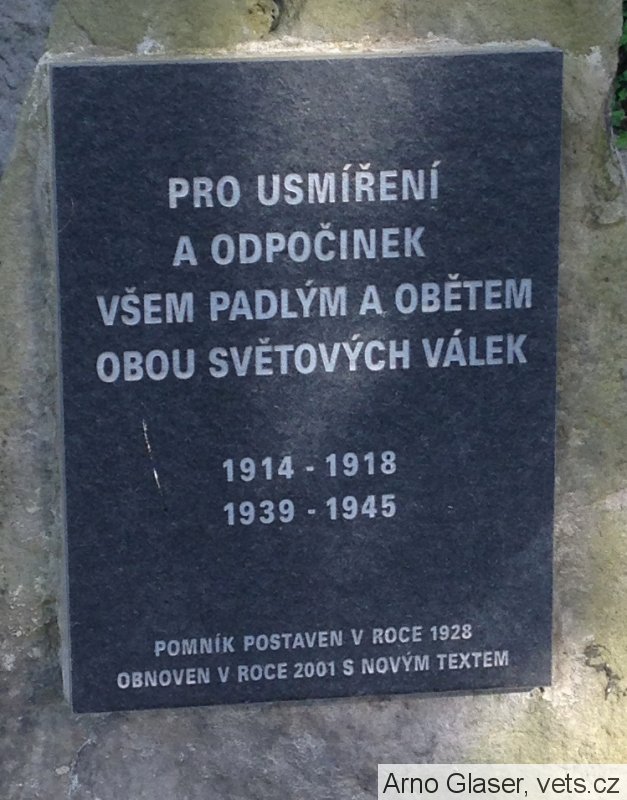 PRO USMÍŘENÍ
A ODPOČINEK
VŠEM PADLÝM A OBĚTEM
OBOU SVĚTOVÝCH VÁLEK
1914 - 1918
1939 - 1945
POMNÍK POSTAVEN V ROCE 1928
OBNOVEN V ROCE 2001 S NOVÝM TEXTEM
Arno Glaser, vets.cz